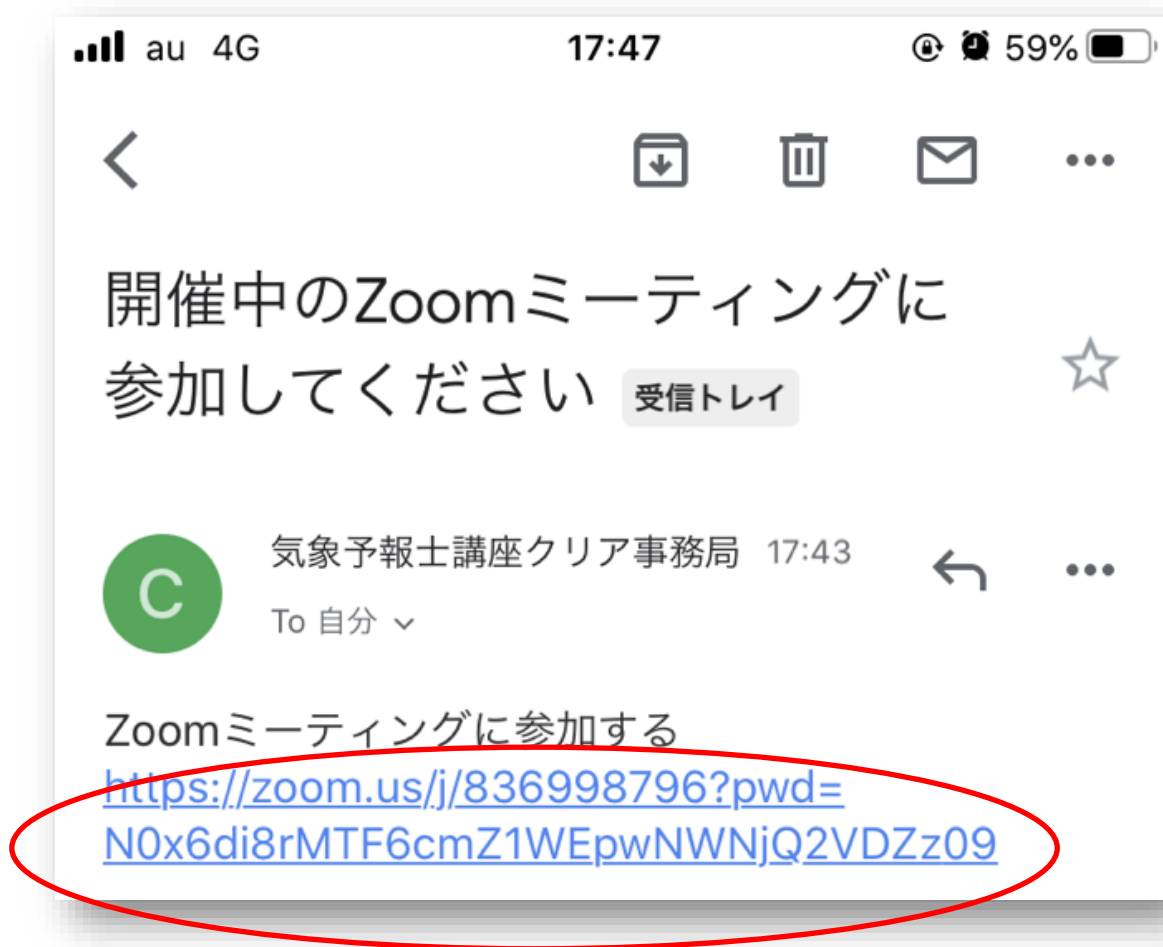 au 4G 17:47 59%
開催中のZoomミーティングに
参加してください 受信トレイ
C
気象予報士講座クリア事務局 17:43
To 自分
Zoomミーティングに参加する
https://zoom.us/j/836998796?pwd=
N0x6di8rMTF6cmZ1WEpwNWNjQ2VDZz09